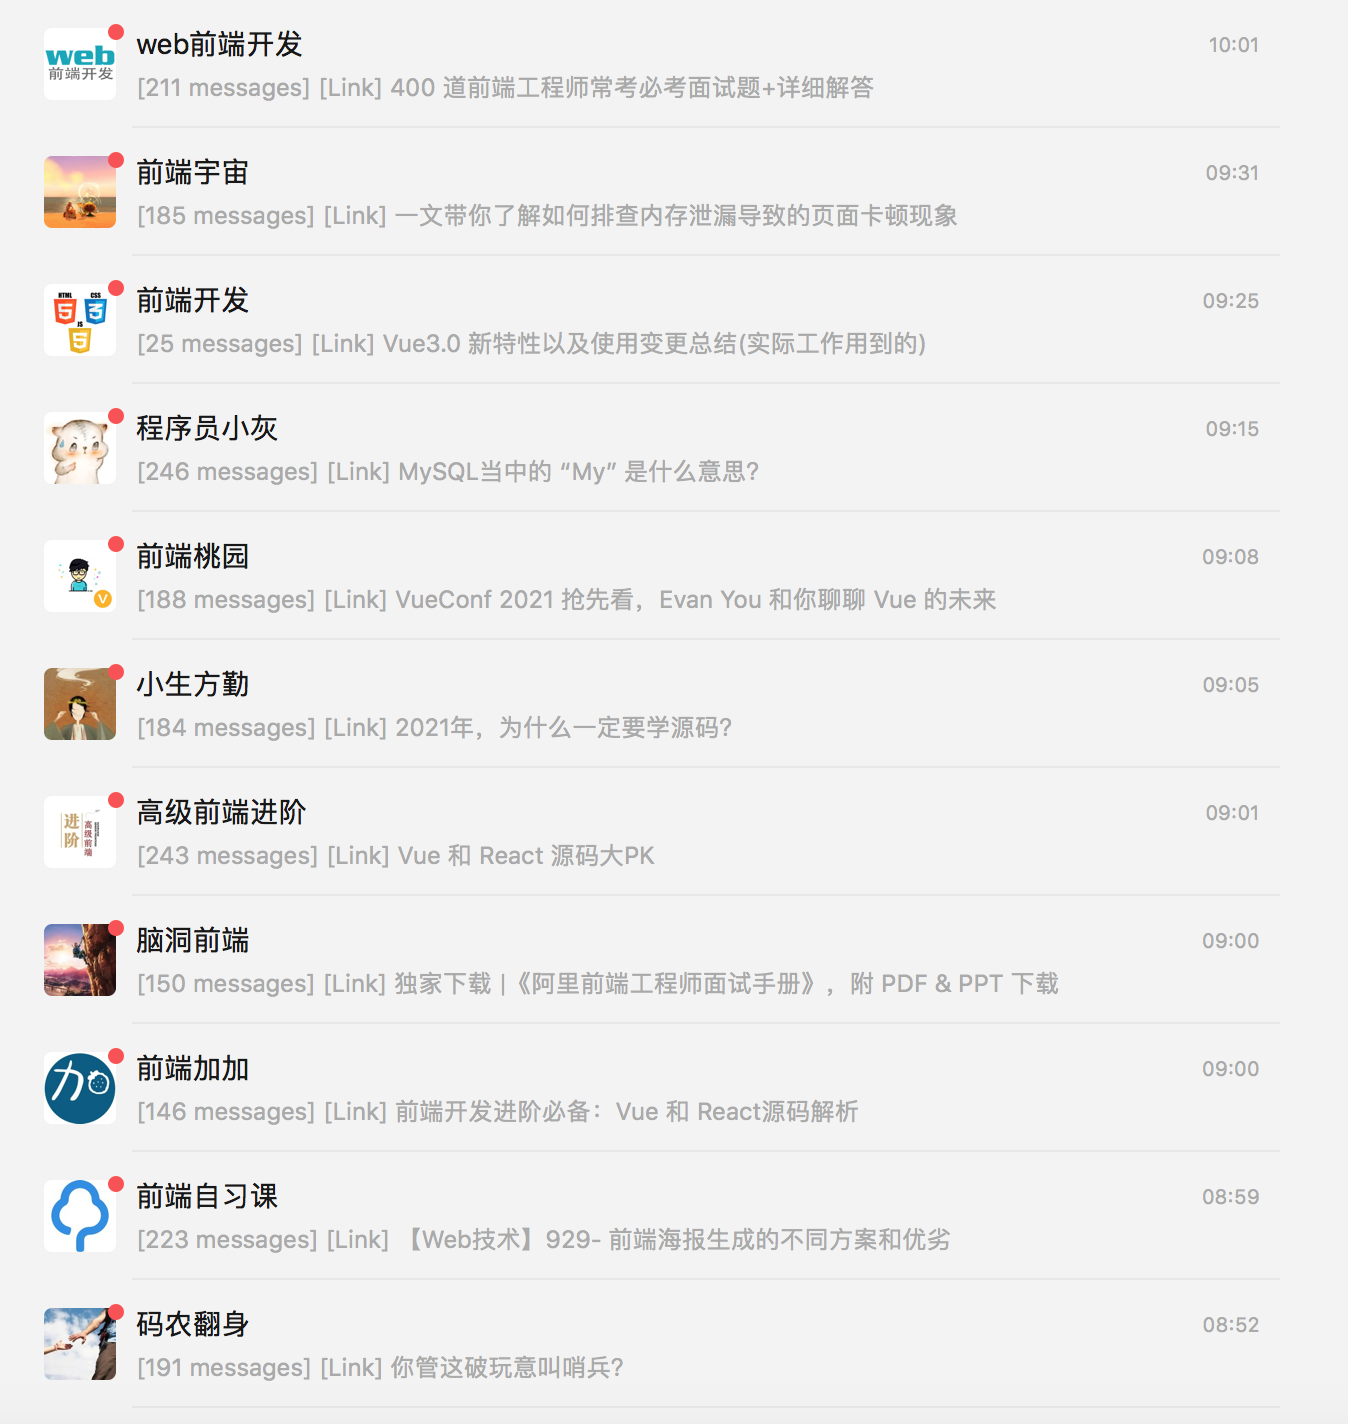 web
前端开发
web前端开发
10:01
[211 messages] [Link] 400 道前端工程师常考必考面试题+详细解答
前端宇宙
09:31
[185 messages] [Link] 一文带你了解如何排查内存泄漏导致的页面卡顿现象
HTML CSS
5 3
JS
5
前端开发
09:25
[25 messages] [Link] Vue3.0 新特性以及使用变更总结(实际工作用到的)
程序员小灰
09:15
[246 messages] [Link] MySQL当中的 “My” 是什么意思?
前端桃园
09:08
V
[188 messages] [Link] VueConf 2021 抢先看，Evan You 和你聊聊 Vue 的未来
小生方勤
09:05
[184 messages] [Link] 2021年，为什么一定要学源码?
进阶
高级前端
高级前端进阶
09:01
[243 messages] [Link] Vue 和 React 源码大PK
脑洞前端
09:00
[150 messages] [Link] 独家下载 |《阿里前端工程师面试手册》，附 PDF & PPT 下载
加
前端加加
09:00
[146 messages] [Link] 前端开发进阶必备：Vue 和 React源码解析
前端自习课
08:59
[223 messages] [Link] 【Web技术】929- 前端海报生成的不同方案和优劣
码农翻身
08:52
[191 messages] [Link] 你管这破玩意叫哨兵?